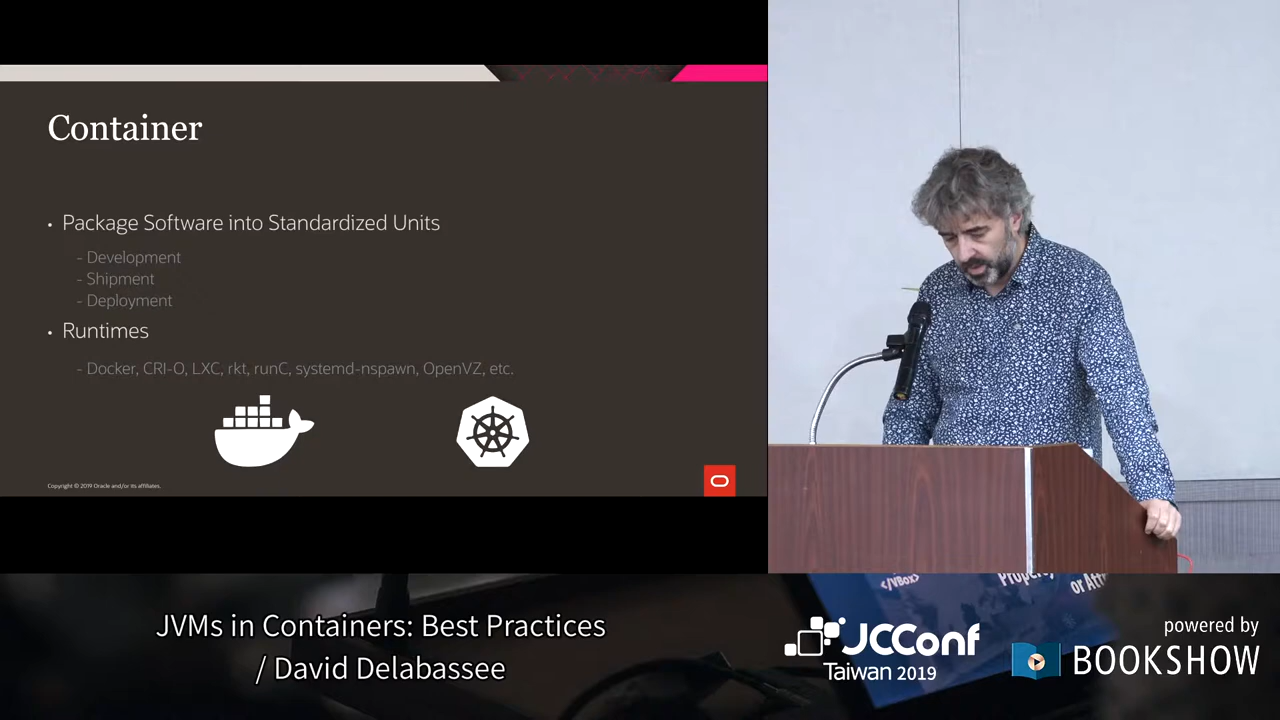 Container
• Package Software into Standardized Units
- Development
- Shipment
- Deployment
• Runtimes
- Docker, CRI-O, LXC, rkt, runC, systemd-nspawn, OpenVZ, etc.
Copyright © 2019 Oracle and/or its affiliates.
</VBox>
or
JVMs in Containers: Best Practices
/ David Delabassee
JCConf
Taiwan 2019
powered by
BOOKSHOW